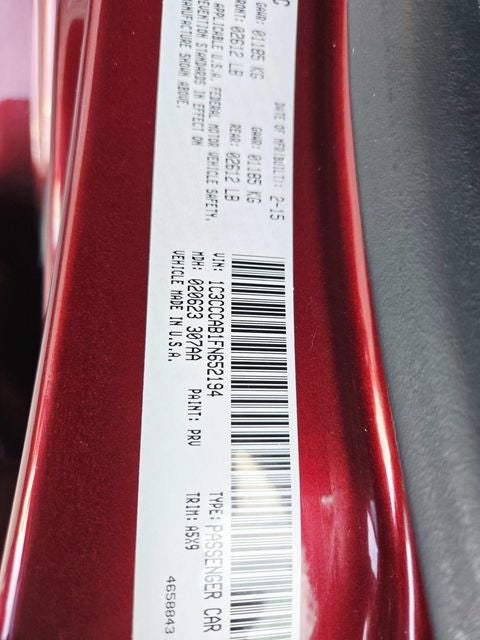 C DATE OF MFR(BUILT): 2-15
GAWR: 01185 KG GAWR: 01185 KG
FRONT: 02612 LB REAR: 02612 LB
APPLICABLE U.S.A. FEDERAL MOTOR VEHICLE SAFETY,
PREVENTION STANDARDS IN EFFECT ON
MANUFACTURE SHOWN ABOVE.
VIN: 1C3CCCAB1FN652194 TYPE: PASSENGER CAR
MDH: 020623 307AA PAINT: PRV TRIM: A5X9
VEHICLE MADE IN U.S.A. 4658843